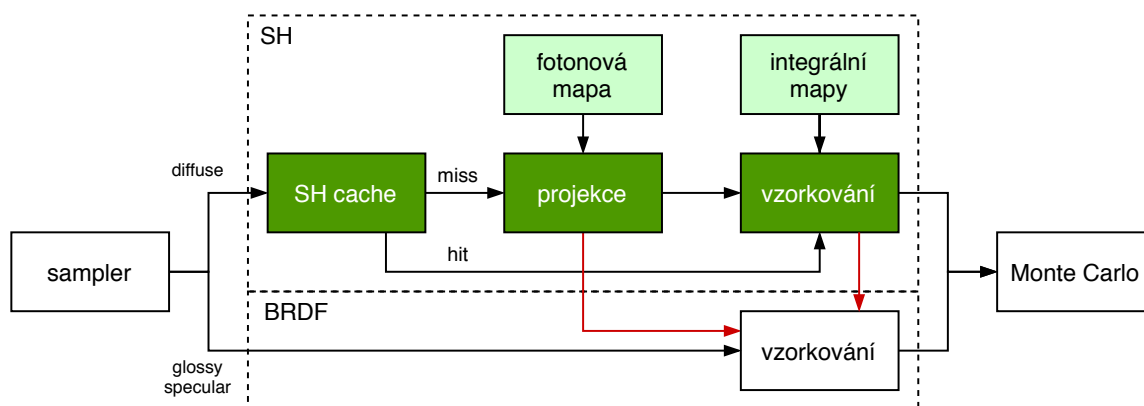 SH
fotonová
mapa
integrální
mapy
diffuse
SH cache
miss
projekce
vzorkování
hit
sampler
Monte Carlo
BRDF
vzorkování
glossy
specular